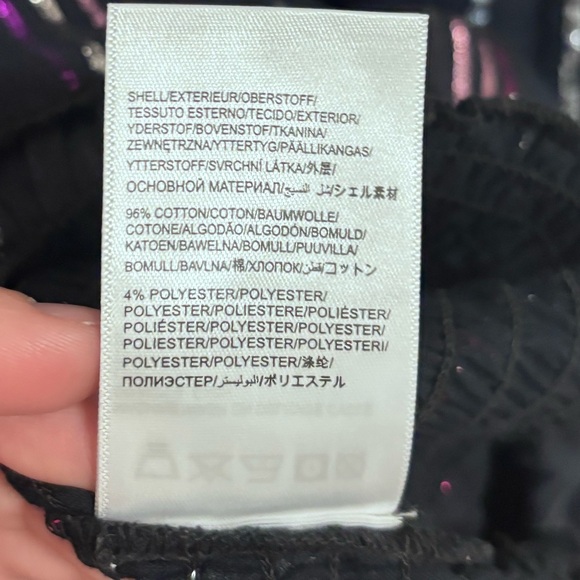 SHELL/EXTERIEUR/OBERSTOFF/
TESSUTO ESTERNO/TECIDO/EXTERIOR/
YDERSTOF/BOVENSTOF/TKANINA/
ZEWNĘTRZNA/YTTERTYG/PÄÄLLIKANGAS/
YTTERSTOFF/SVRCHNÍ LÁTKA/外层/
ОСНОВНОЙ МАТЕРИАЛ/النسيج/シェル素材
96% COTTON/COTON/BAUMWOLLE/
COTONE/ALGODÃO/ALGODÓN/BOMULD/
KATOEN/BAWELNA/BOMULL/PUUVILLA/
BOMULL/BAVLNA/棉/ХЛОПОК/قطن/コットン
4% POLYESTER/POLYESTER/
POLYESTER/POLIESTERE/POLIÉSTER/
POLIÉSTER/POLYESTER/POLYESTER/
POLIESTER/POLYESTER/POLYESTERI/
POLYESTER/POLYESTER/涤纶/
ПОЛИЭСТЕР/البوليستر/ポリエステル